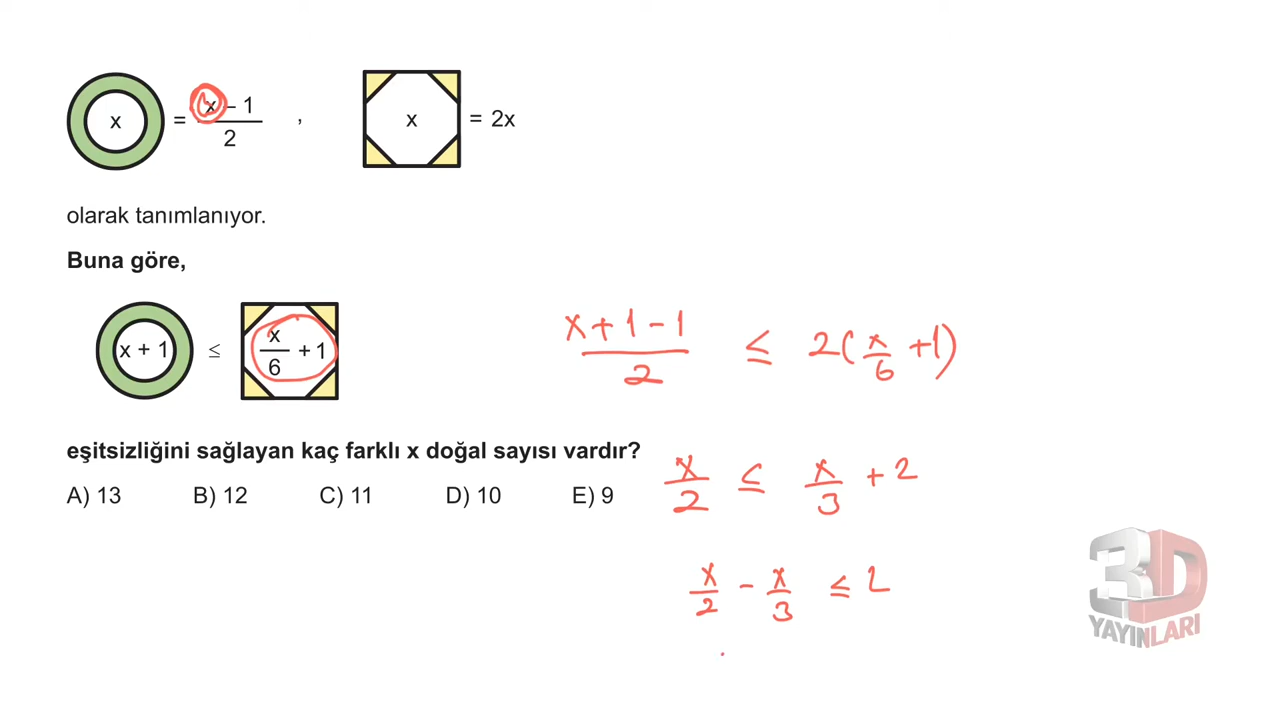 x = x – 1 / 2 , x = 2x
olarak tanımlanıyor.
Buna göre,
x + 1 ≤ x/6 + 1
x + 1 – 1 / 2 ≤ 2(x/6 + 1)
eşitsizliğini sağlayan kaç farklı x doğal sayısı vardır?
A) 13 B) 12 C) 11 D) 10 E) 9
x/2 ≤ x/3 + 2
x/2 – x/3 ≤ 2
3D
YAYINLARI